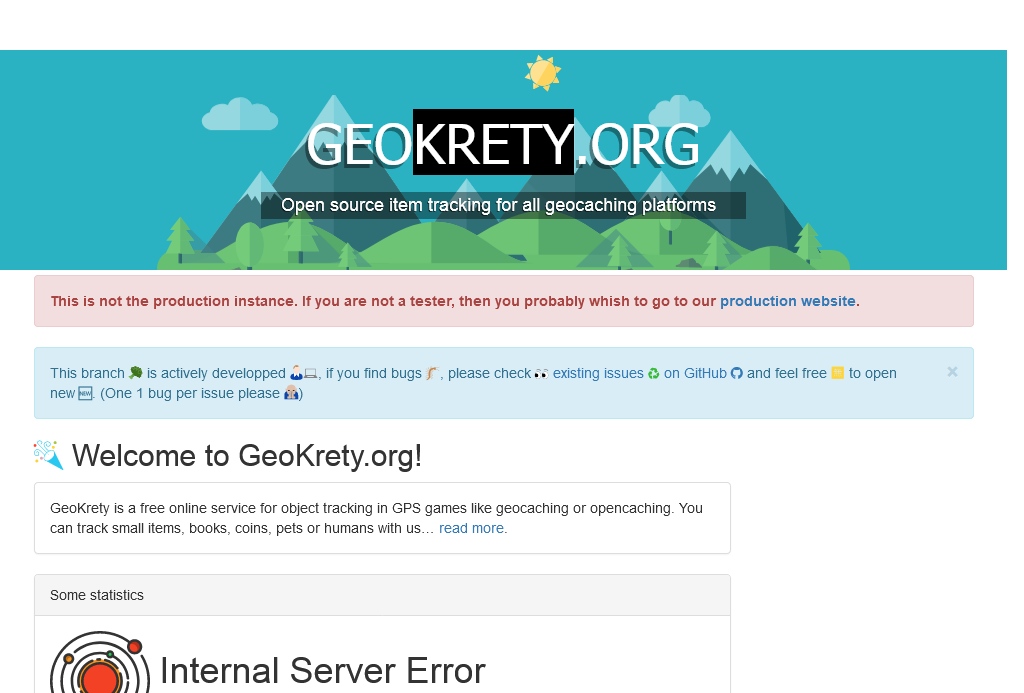 GEOKRETY.ORG
Open source item tracking for all geocaching platforms
This is not the production instance. If you are not a tester, then you probably whish to go to our production website.
This branch 🌳 is actively developped 👨‍💻, if you find bugs 🐛, please check 👀 existing issues ♻ on GitHub and feel free 🟨 to open
new 🆕. (One 1 bug per issue please 🙏)
×
Welcome to GeoKrety.org!
GeoKrety is a free online service for object tracking in GPS games like geocaching or opencaching. You
can track small items, books, coins, pets or humans with us… read more.
Some statistics
Internal Server Error